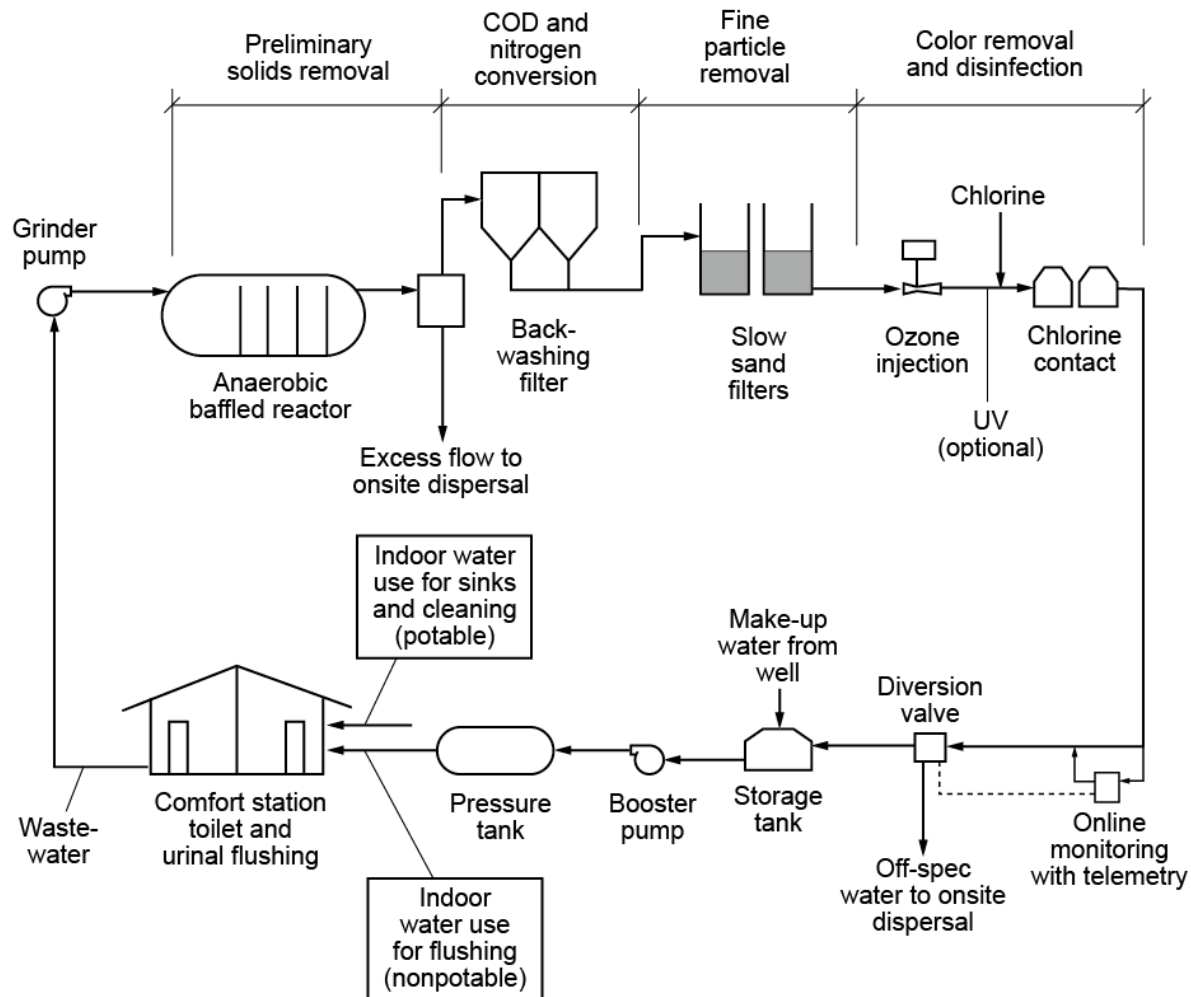 Preliminary
solids removal
COD and
nitrogen
conversion
Fine
particle
removal
Color removal
and disinfection
Grinder
pump
Anaerobic
baffled reactor
Excess flow to
onsite dispersal
Back-
washing
filter
Slow
sand
filters
Ozone
injection
Chlorine
UV
(optional)
Chlorine
contact
Indoor water
use for sinks
and cleaning
(potable)
Make-up
water from
well
Diversion
valve
Waste-
water
Comfort station
toilet and
urinal flushing
Pressure
tank
Booster
pump
Storage
tank
Online
monitoring
with telemetry
Off-spec
water to onsite
dispersal
Indoor
water use
for flushing
(nonpotable)